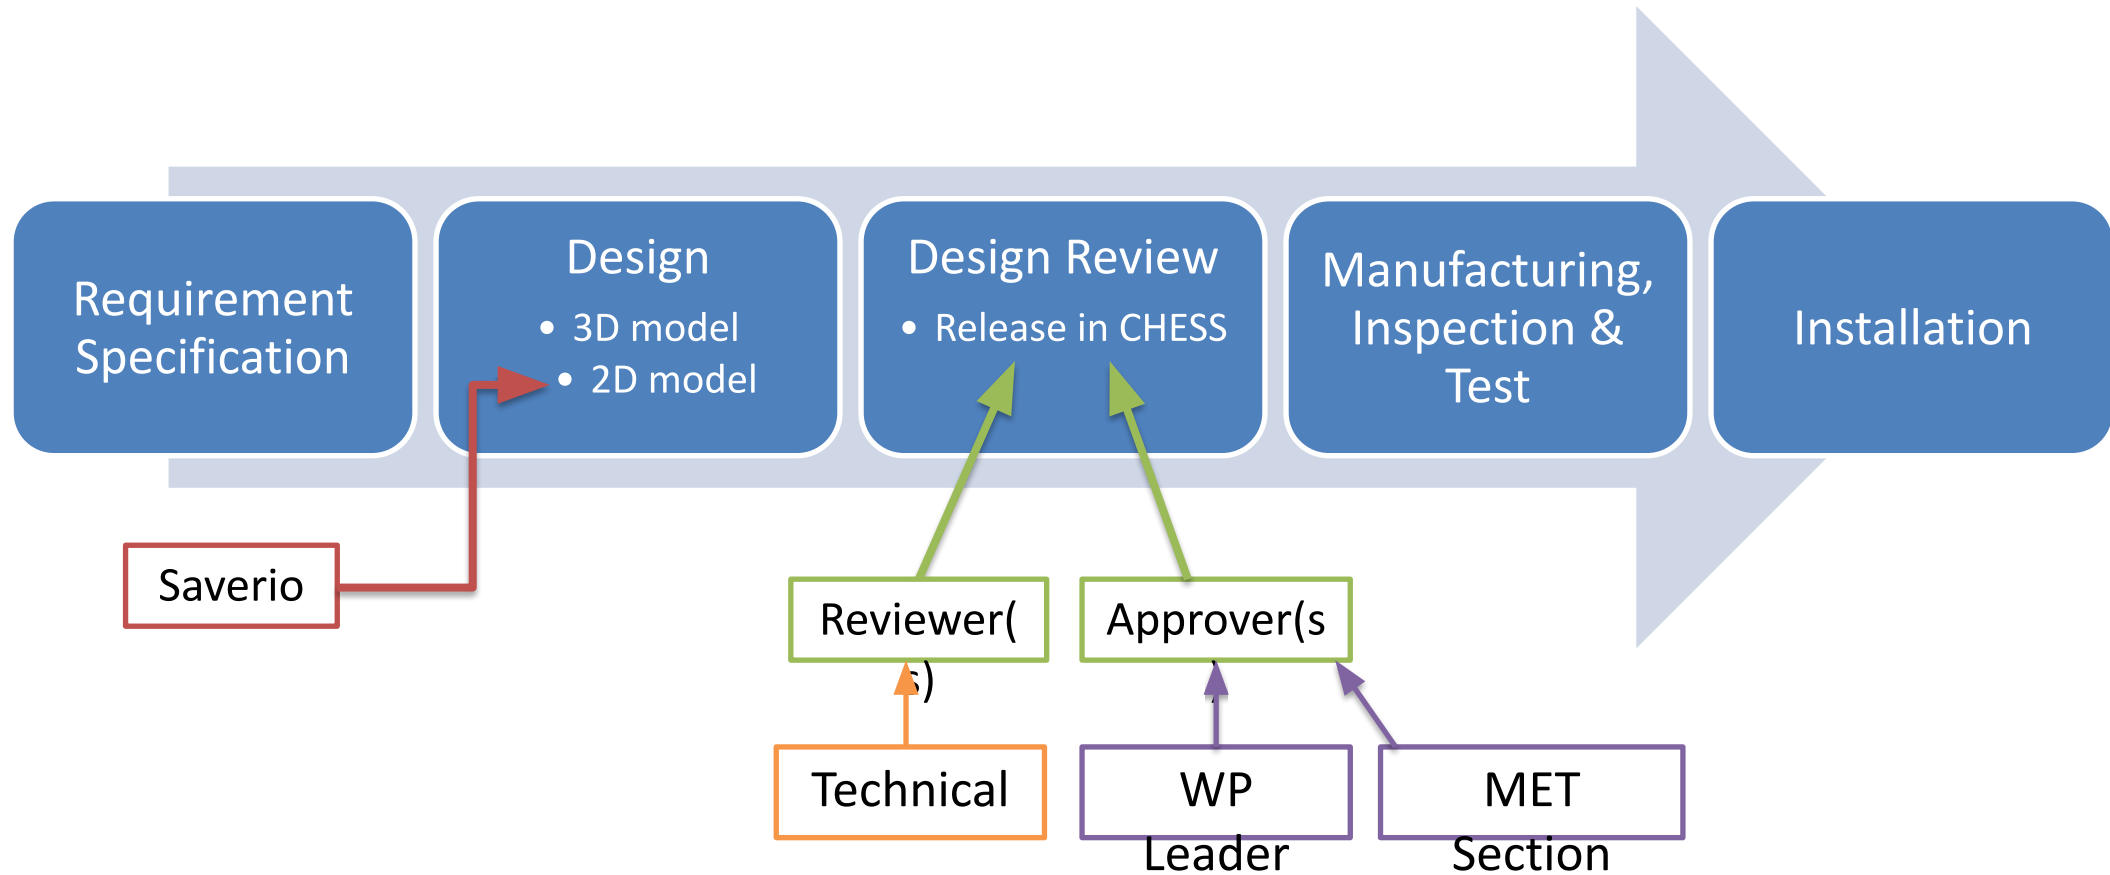 Requirement
Specification
Design
• 3D model
• 2D model
Design Review
• Release in CHESS
Manufacturing,
Inspection &
Test
Installation
Saverio
Reviewer(
s)
Approver(s
)
Technical
WP
Leader
MET
Section